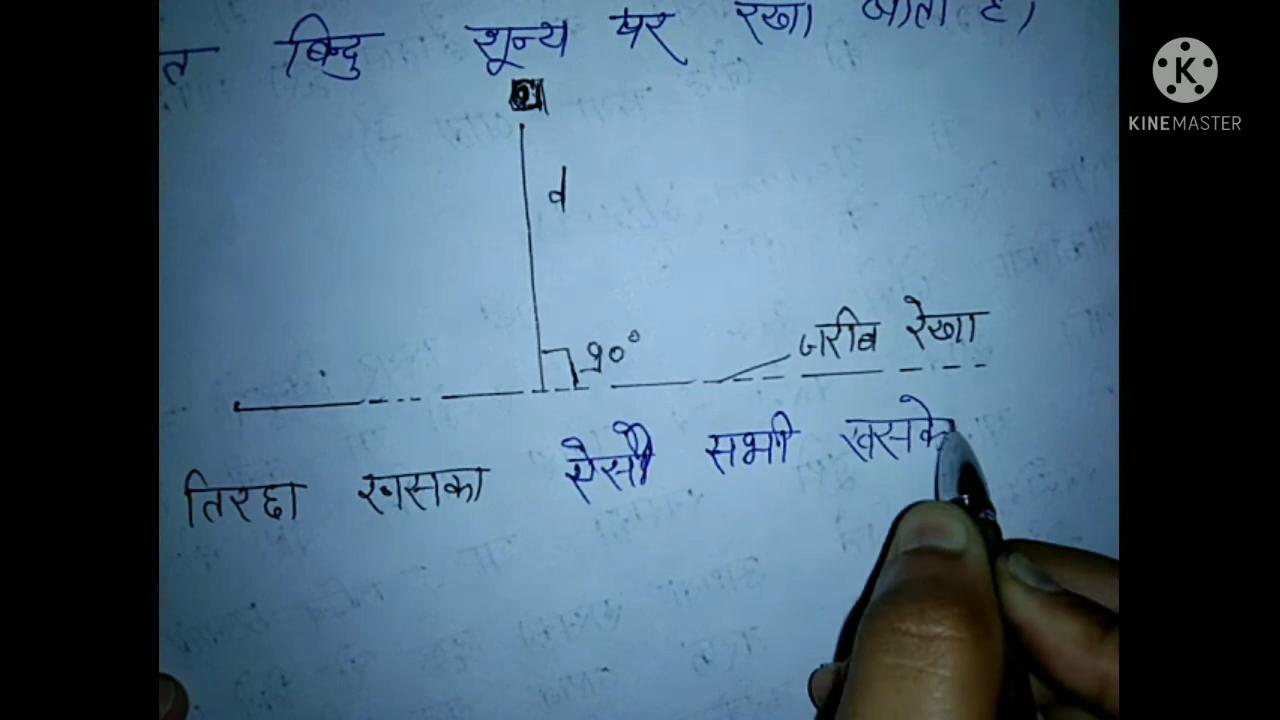 त बिन्दु शून्य पर रखा जाता है।
d
90°
जरीब रेखा
तिरछा खसका ऐसी सभी खसके
KINEMASTER